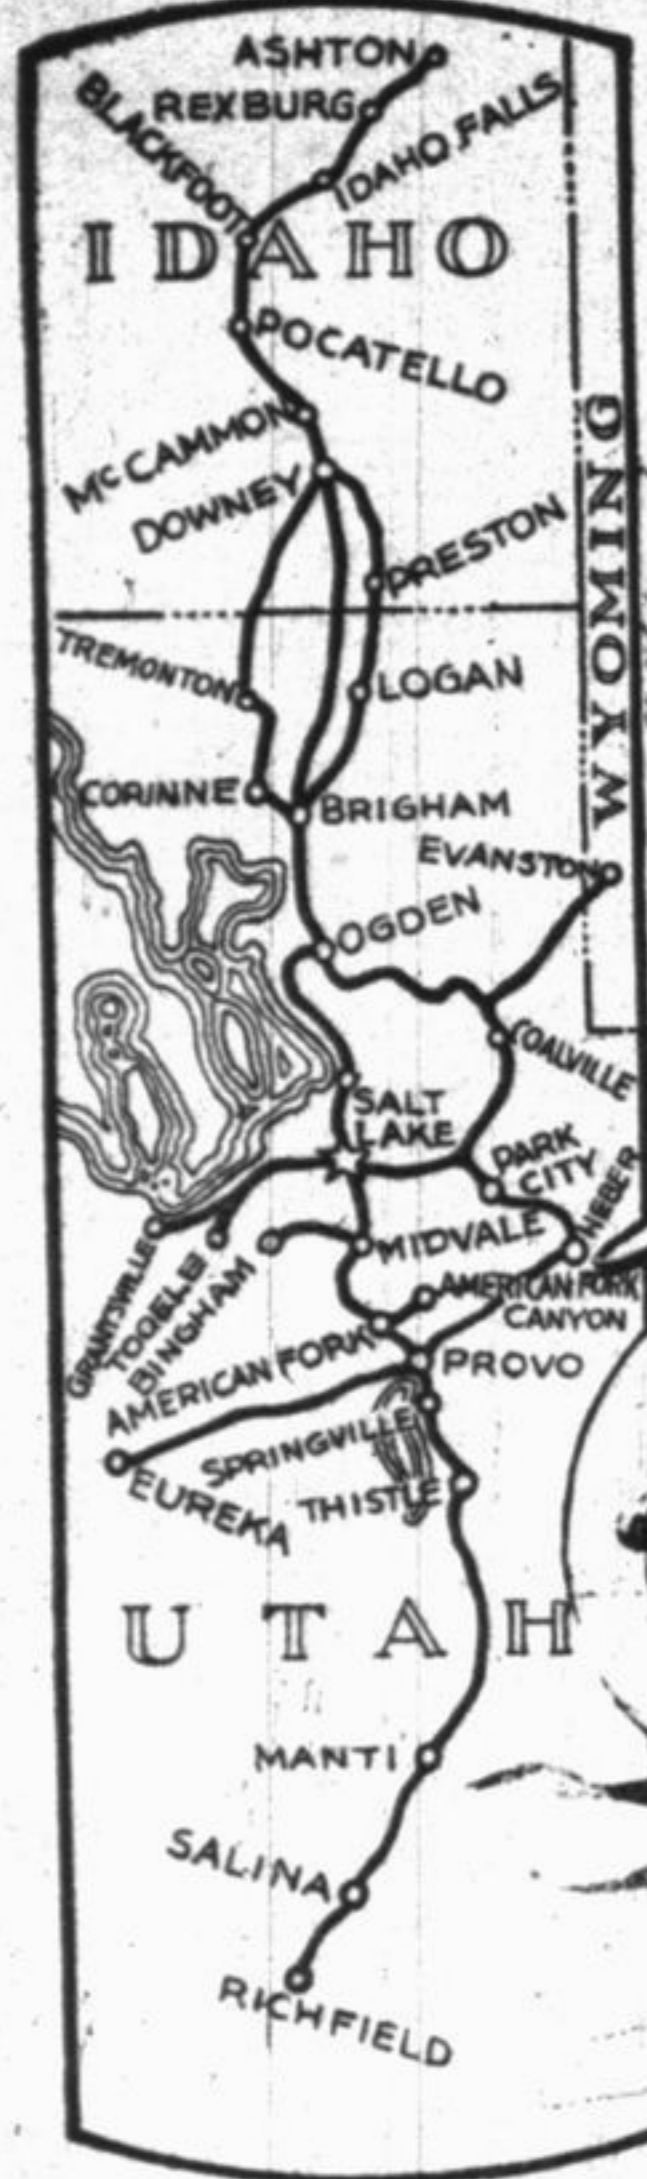 ASHTON
REXBURG
BLACKFOOT
IDAHO FALLS
IDAHO
POCATELLO
McCAMMON
DOWNEY
WYOMING
PRESTON
TREMONTON
LOGAN
CORINNE
BRIGHAM
EVANSTON
OGDEN
COALVILLE
SALT
LAKE
PARK
CITY
HEBER
MIDVALE
GRANTSVILLE
TOOELE
BINGHAM
AMERICAN FORK
CANYON
AMERICAN FORK
PROVO
SPRINGVILLE
EUREKA
THISTLE
UTAH
MANTI
SALINA
RICHFIELD